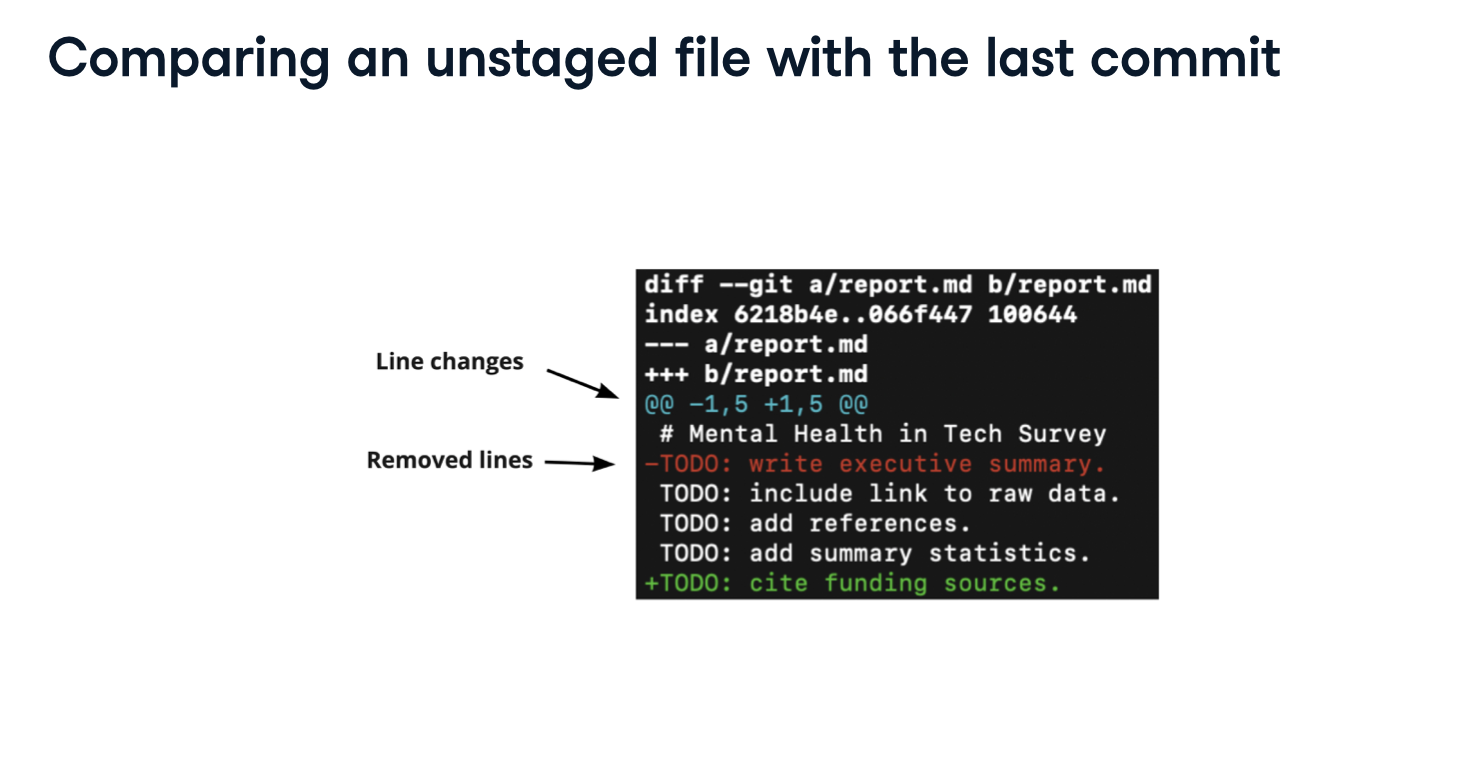 Comparing an unstaged file with the last commit
diff --git a/report.md b/report.md
index 6218b4e..066f447 100644
--- a/report.md
+++ b/report.md
Line changes
@@ -1,5 +1,5 @@
# Mental Health in Tech Survey
Removed lines
-TODO: write executive summary.
TODO: include link to raw data.
TODO: add references.
TODO: add summary statistics.
+TODO: cite funding sources.